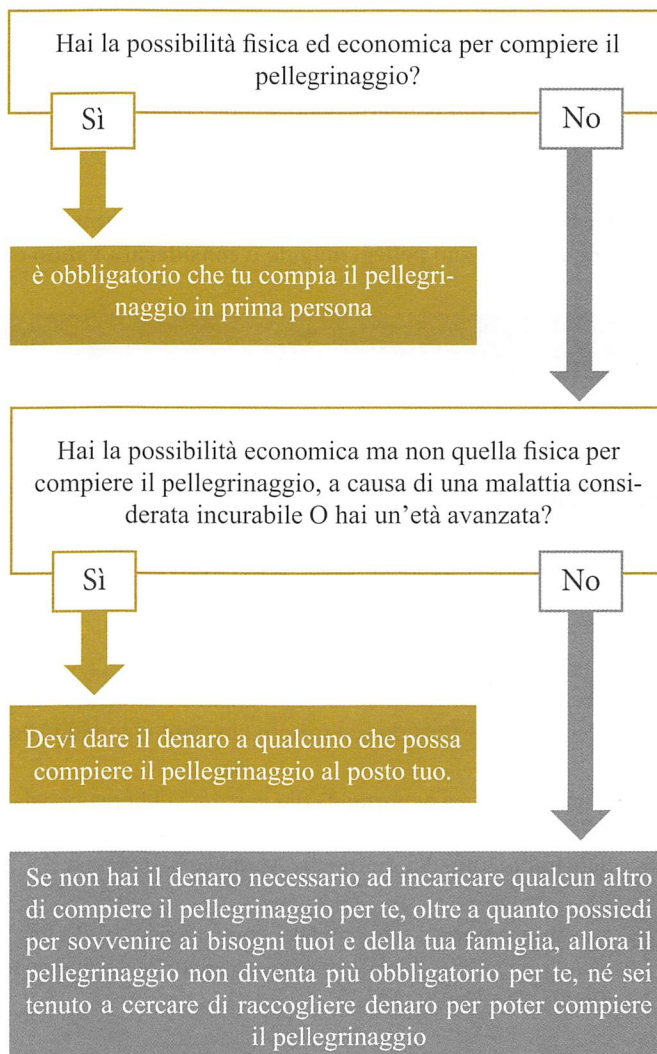 Hai la possibilità fisica ed economica per compiere il
pellegrinaggio?
Sì
No
è obbligatorio che tu compia il pellegri-
naggio in prima persona
Hai la possibilità economica ma non quella fisica per
compiere il pellegrinaggio, a causa di una malattia consi-
derata incurabile O hai un'età avanzata?
Sì
No
Devi dare il denaro a qualcuno che possa
compiere il pellegrinaggio al posto tuo.
Se non hai il denaro necessario ad incaricare qualcun altro
di compiere il pellegrinaggio per te, oltre a quanto possiedi
per sovvenire ai bisogni tuoi e della tua famiglia, allora il
pellegrinaggio non diventa più obbligatorio per te, né sei
tenuto a cercare di raccogliere denaro per poter compiere
il pellegrinaggio